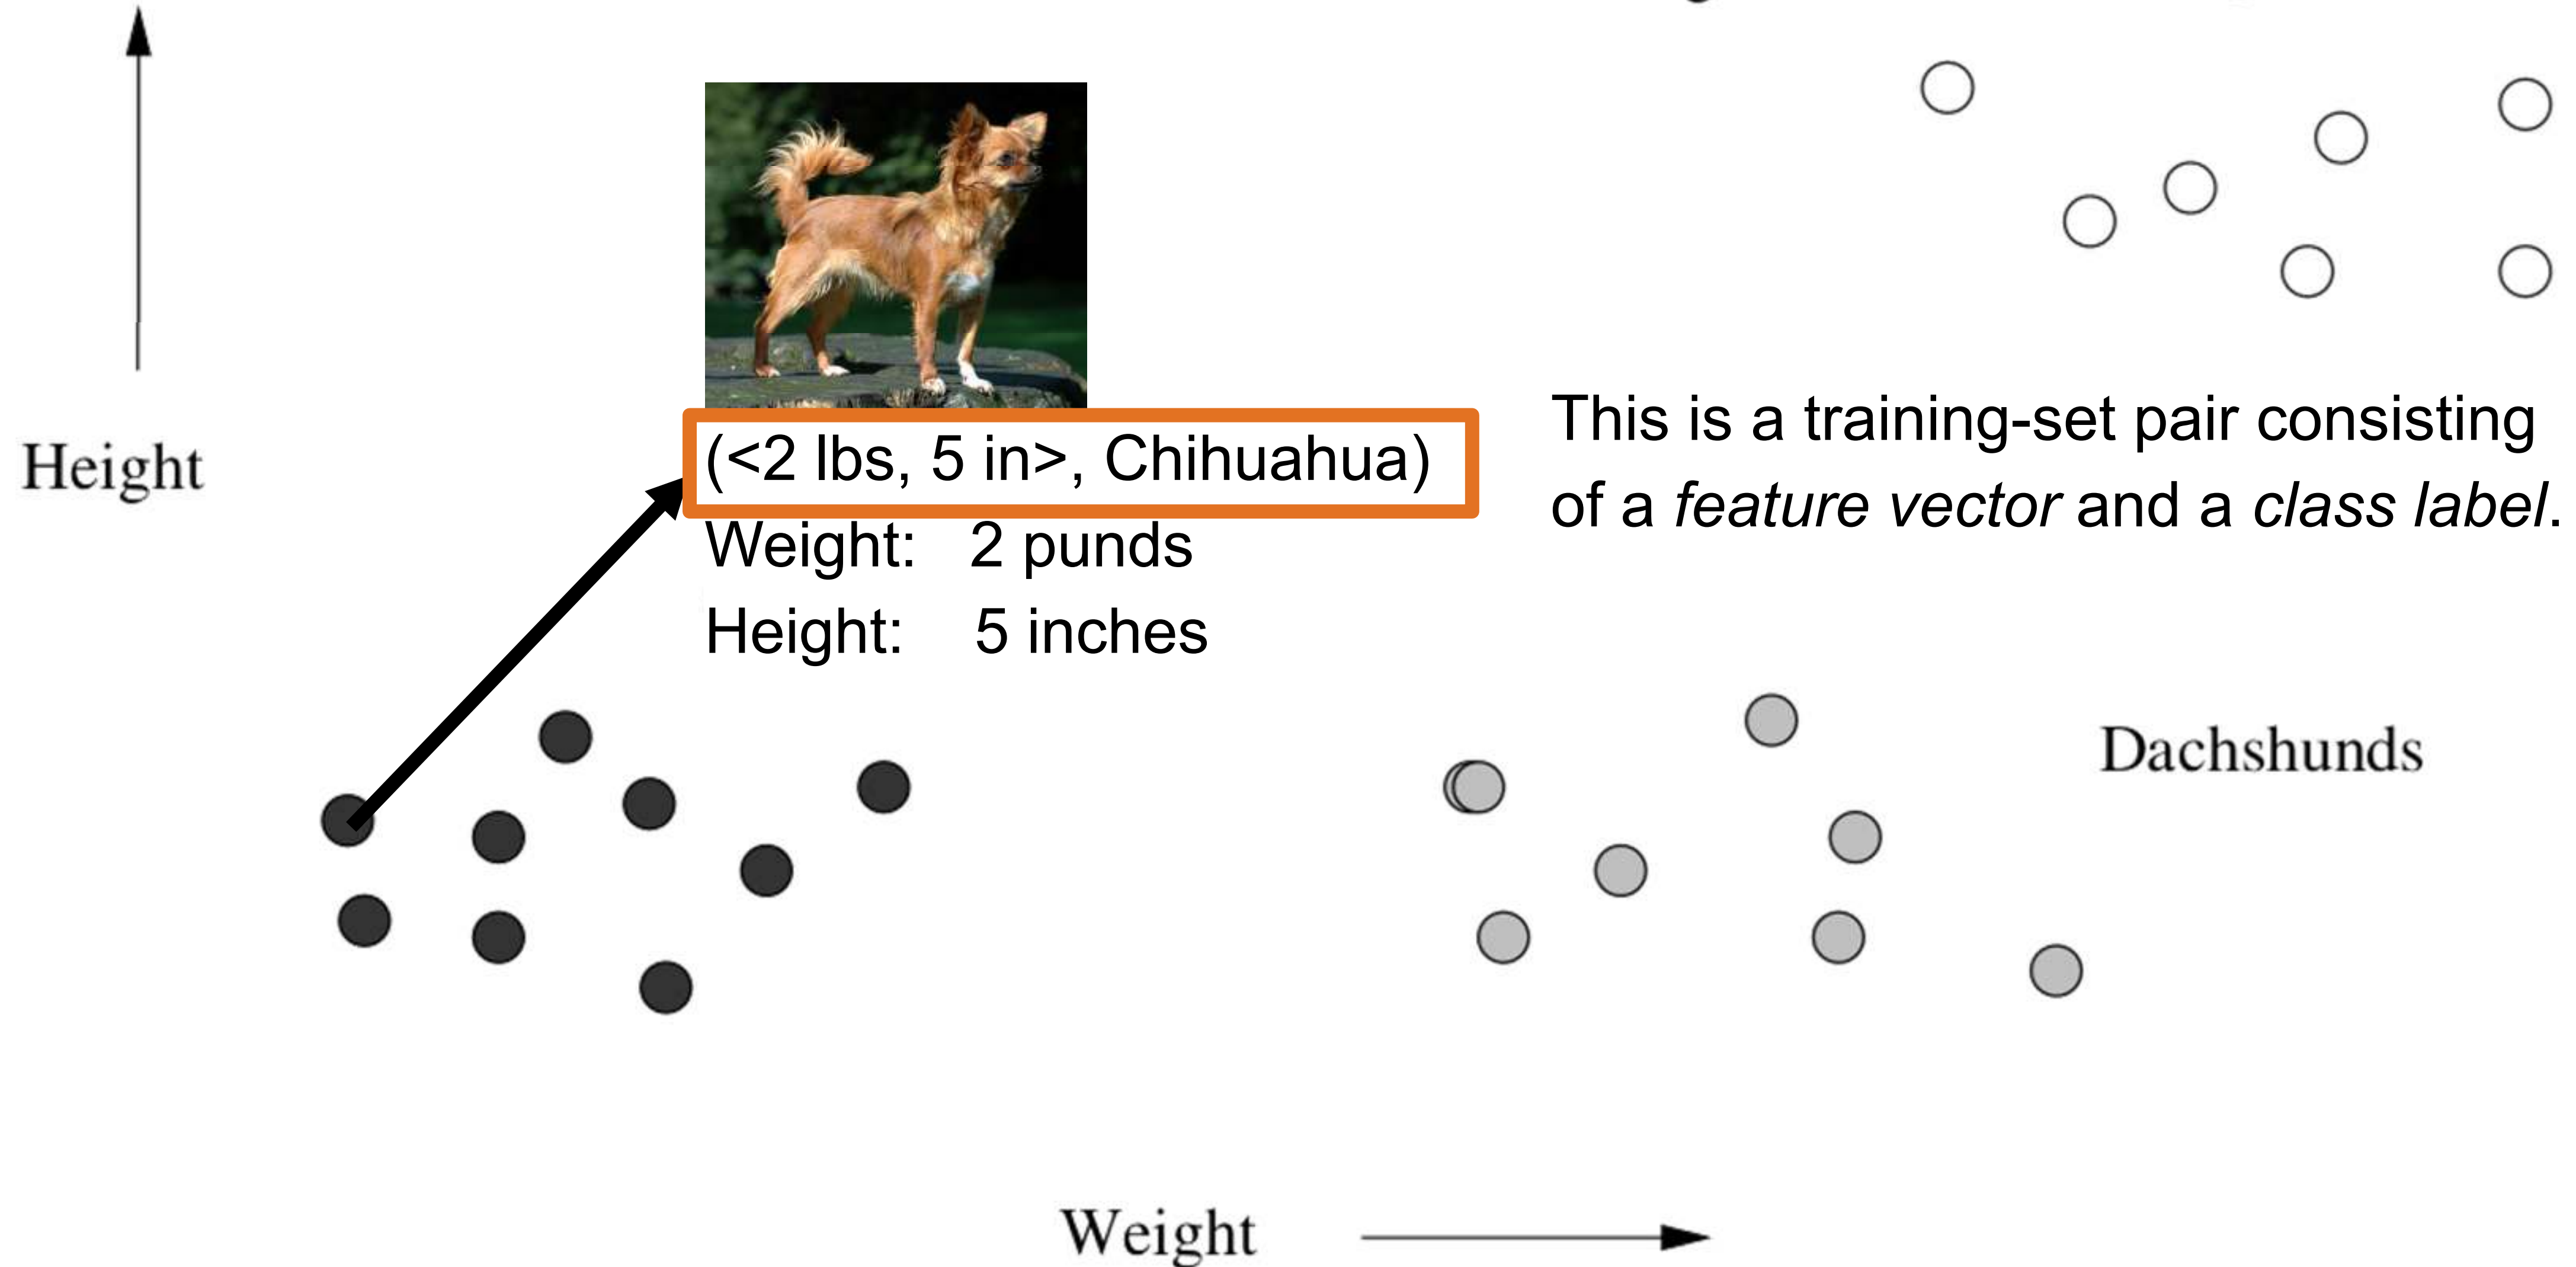 Height
(<2 lbs, 5 in>, Chihuahua)
Weight: 2 punds
Height: 5 inches
This is a training-set pair consisting
of a feature vector and a class label.
Dachshunds
Weight